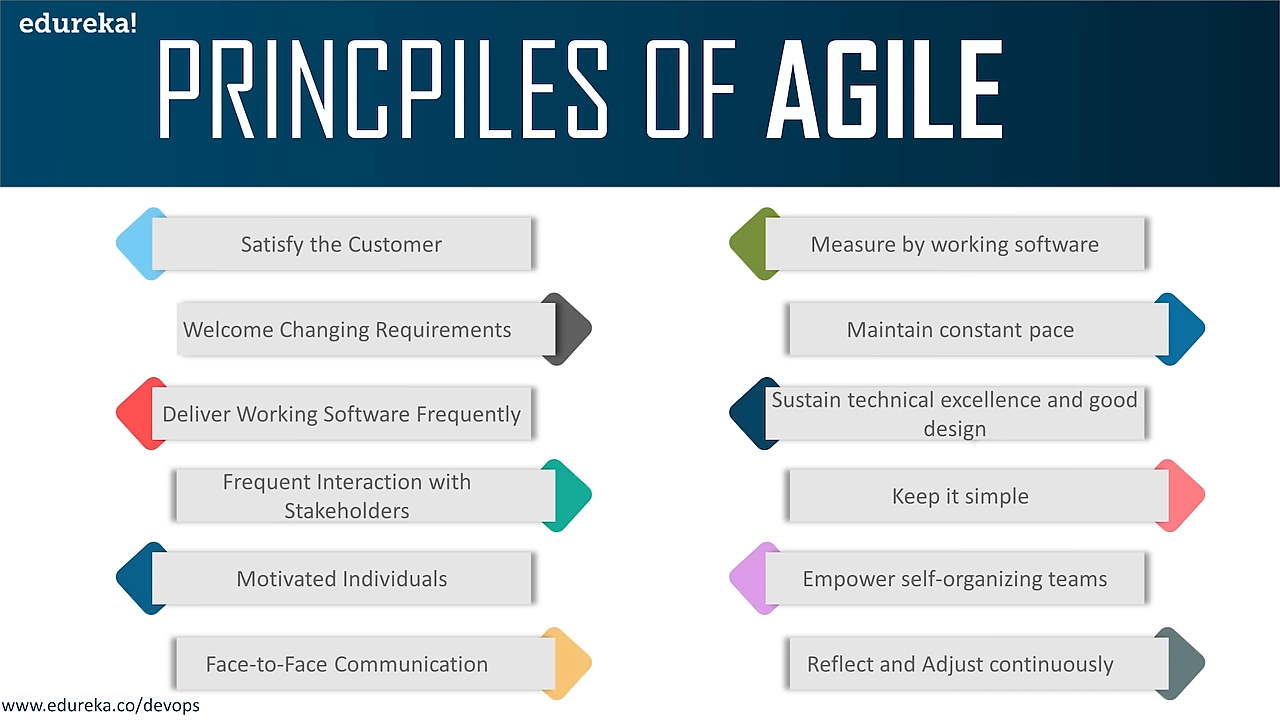 edureka!
PRINCPILES OF AGILE
Satisfy the Customer
Welcome Changing Requirements
Deliver Working Software Frequently
Frequent Interaction with
Stakeholders
Motivated Individuals
Face-to-Face Communication
Measure by working software
Maintain constant pace
Sustain technical excellence and good
design
Keep it simple
Empower self-organizing teams
Reflect and Adjust continuously
www.edureka.co/devops